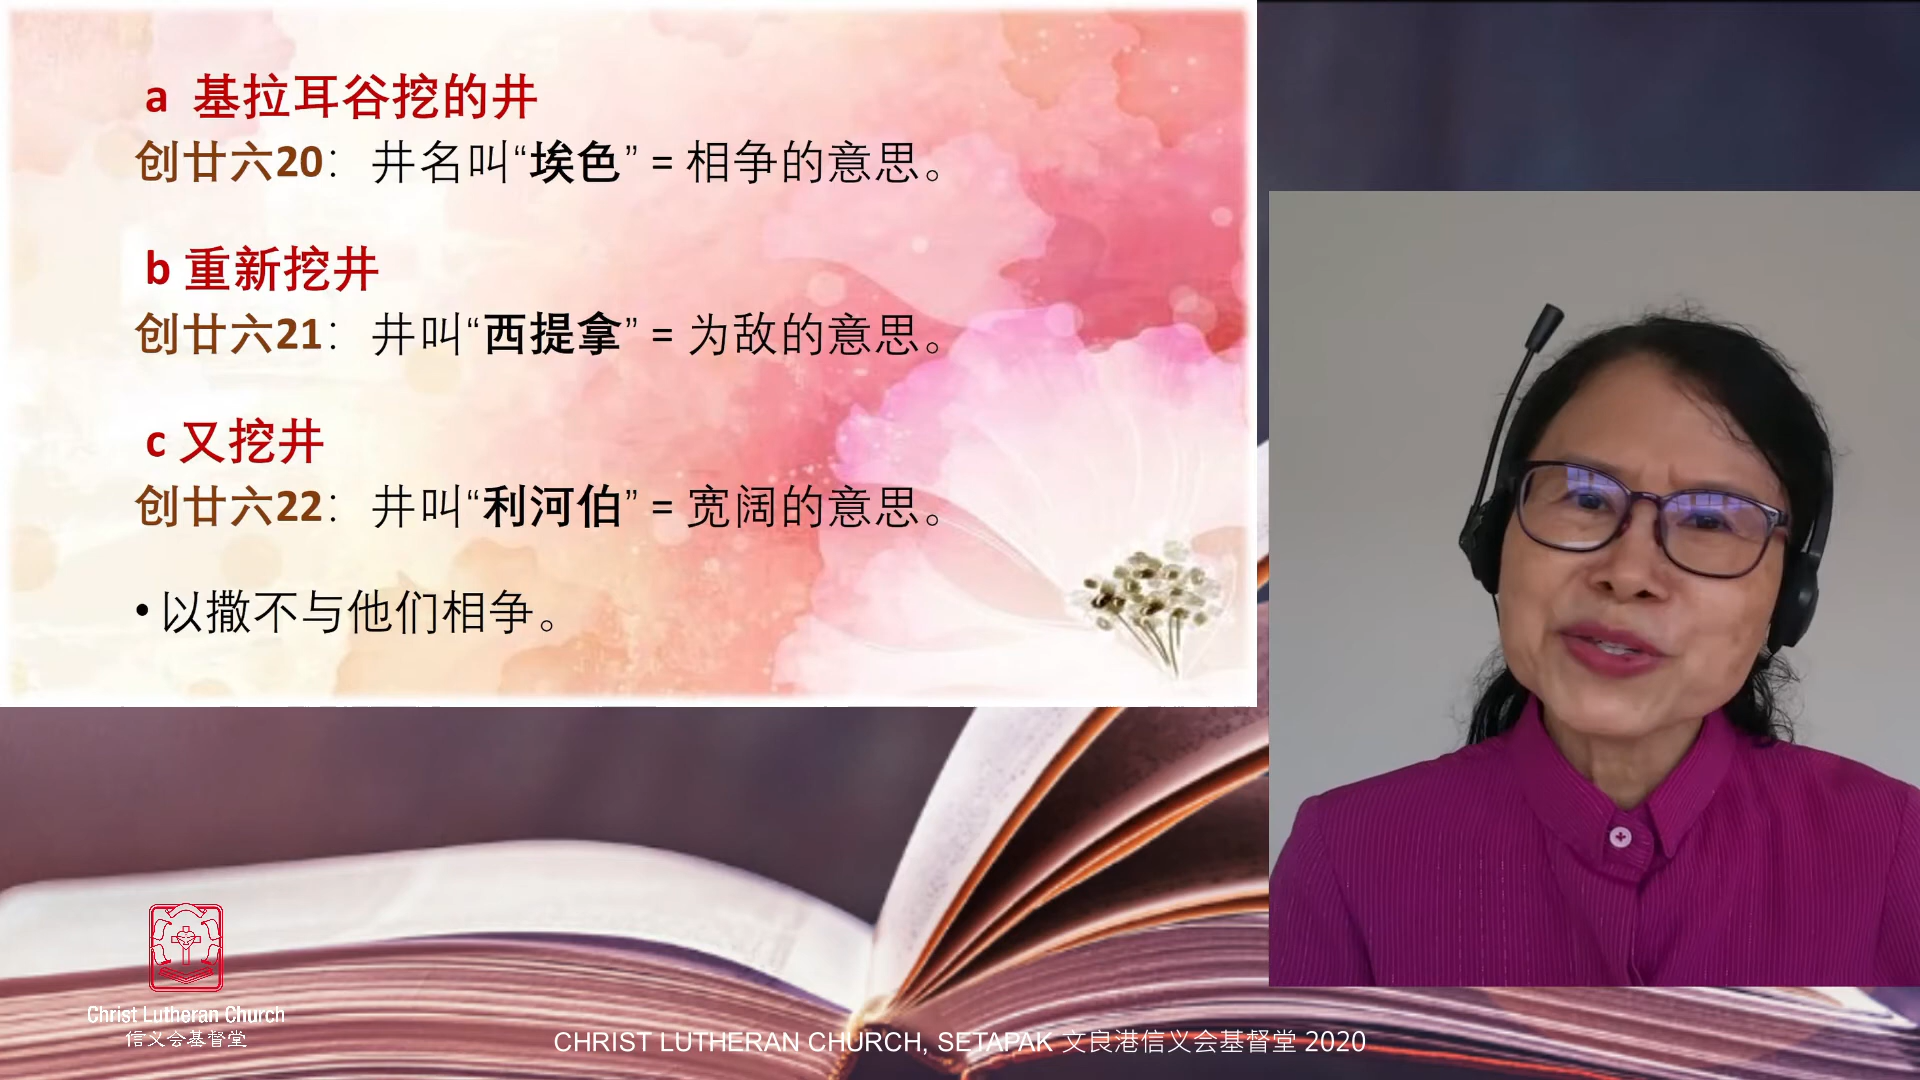 a 基拉耳谷挖的井
创廿六20：井名叫“埃色” = 相争的意思。
b 重新挖井
创廿六21：井叫“西提拿” = 为敌的意思。
c 又挖井
创廿六22：井叫“利河伯” = 宽阔的意思。
• 以撒不与他们相争。
Christ Lutheran Church
信义会基督堂
CHRIST LUTHERAN CHURCH, SETAPAK 文良港信义会基督堂 2020